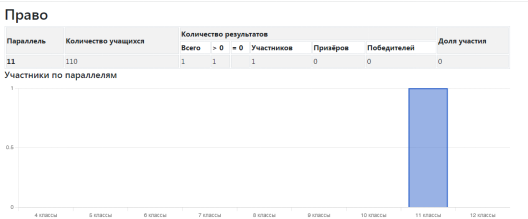 Право
Параллель Количество учащихся Количество результатов Доля участия
Всего > 0 = 0 Участников Призёров Победителей
11 110 1 1 1 0 0 0
Участники по параллелям
1
0.5
0
4 классы 5 классы 6 классы 7 классы 8 классы 9 классы 10 классы 11 классы 12 классы